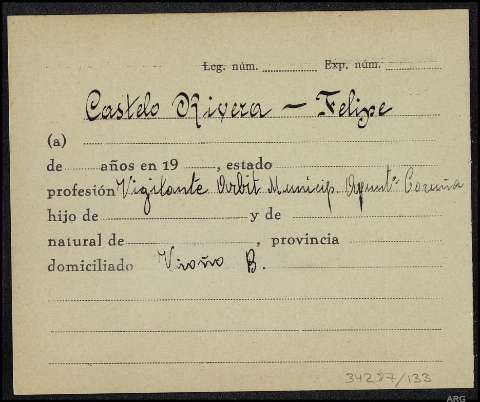 Leg. núm. Exp. núm.
Castelo Rivera - Felipe
(a)
de años en 19 , estado
profesión Vigilante Arbit Municip. Ayunt. Coruña
hijo de y de
natural de , provincia
domiciliado Vioño B.
34287/133
ARG